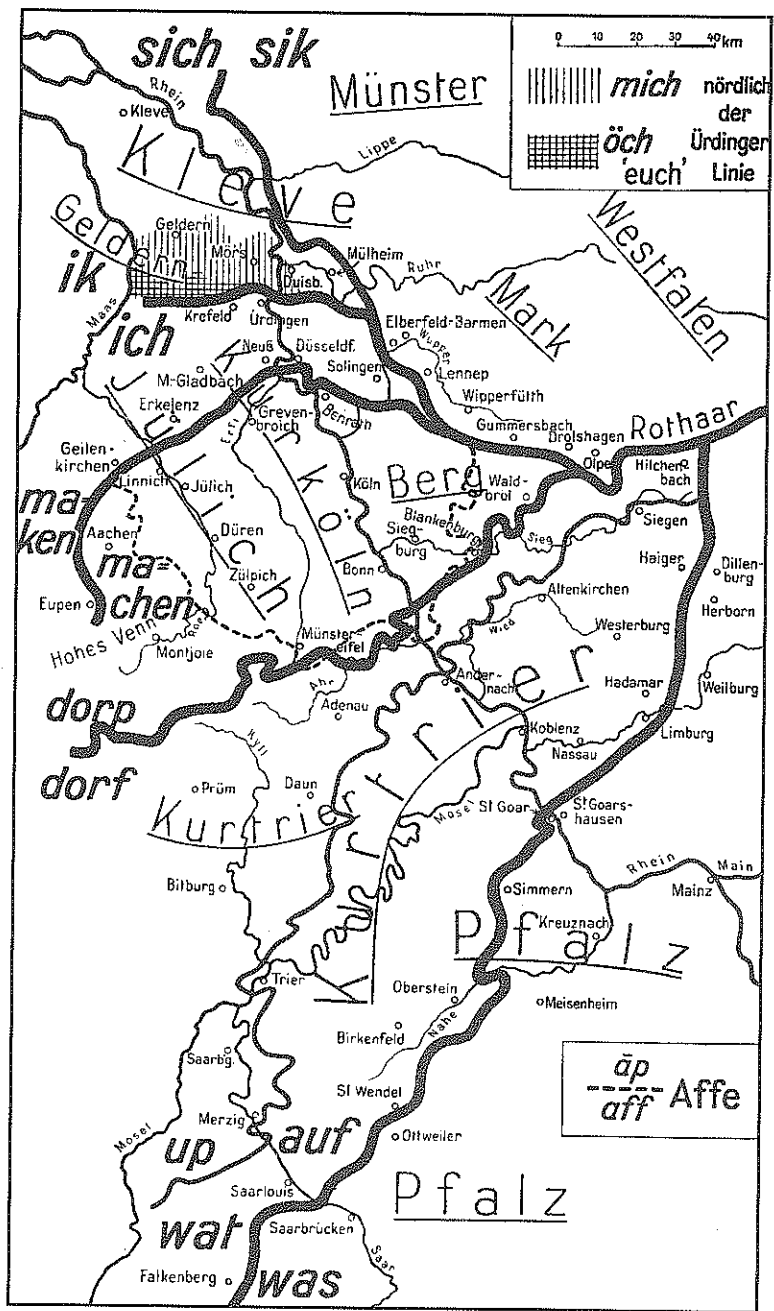 sich sik
0 10 20 30 40 km
mich nördlich
der
öch Ürdinger
'euch' Linie
Münster
Rhein
Kleve
Lippe
Kleve
Westfalen
Geldern
Geldern
Mörs
Duisb.
Mülheim
Ruhr
Mark
ik
ich
Maas
Krefeld
Ürdingen
Elberfeld-Barmen
Wupper
Neuß
Düsseldf.
Solingen
Lennep
M-Gladbach
Wipperfürth
Erkelenz
Greven-
broich
Benrath
Erft
Gummersbach
Drolshagen
Rothaar
Olpe
Hilchen-
bach
Geilen-
kirchen
Linnich
Jülich
Jülich
Kurköln
Köln
Berg
Wald-
bröl
ma-
ken
Aachen
Düren
Blankenburg
Sieg-
burg
Sieg
Siegen
ma-
chen
Zülpich
Bonn
Haiger
Dillen-
burg
Herborn
Eupen
Altenkirchen
Hohes Venn
Montjoie
Münster-
eifel
Wied
Westerburg
Ahr
Ander-
nach
Hadamar
Weilburg
dorp
Adenau
Koblenz
Limburg
Nassau
dorf
Kyll
Prüm
Daun
Kurtrier
Kurtrier
Mosel
St Goar
St Goars-
hausen
Rhein
Main
Bitburg
Simmern
Mainz
Kreuznach
Pfalz
Trier
Oberstein
Meisenheim
Nahe
Birkenfeld
Saarbg.
āp
aff
Affe
St Wendel
Merzig
Mosel
up auf
Ottweiler
Saarlouis
Pfalz
wat
Saarbrücken
Saar
Falkenberg
was